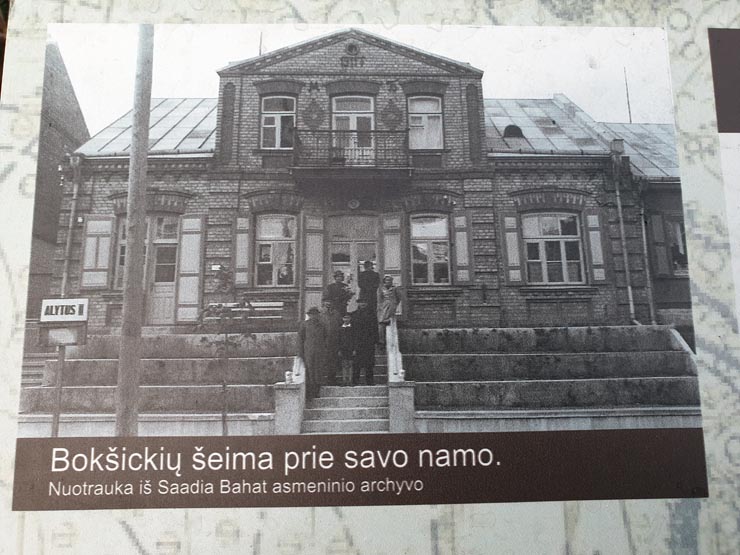 ALYTUS II
Bokšickių šeima prie savo namo.
Nuotrauka iš Saadia Bahat asmeninio archyvo